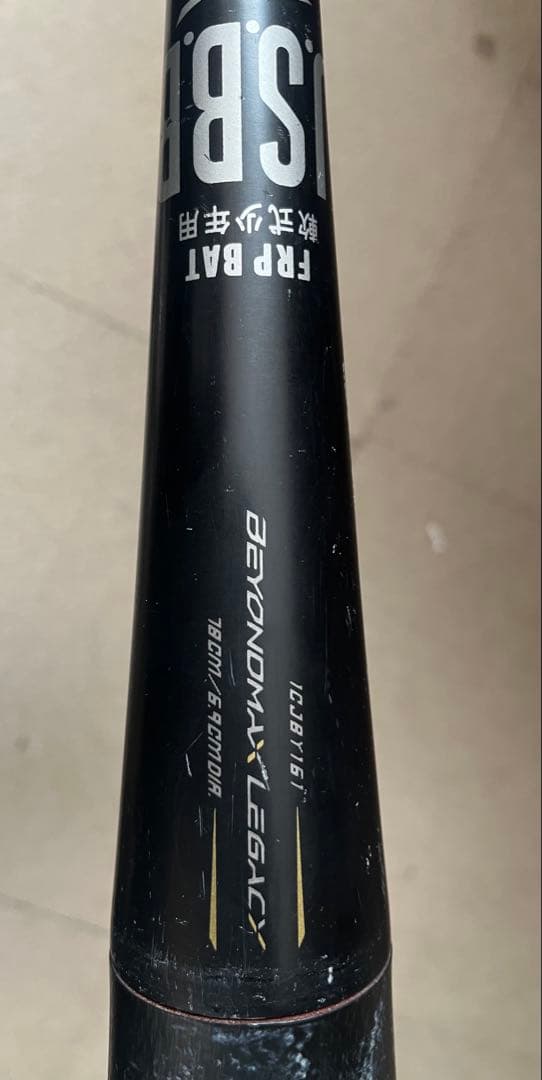 J.S.B.B
軟式少年用
FRP BAT
BEYONDMAX LEGACY
1CJBY161
78CM/6.9CMDIA